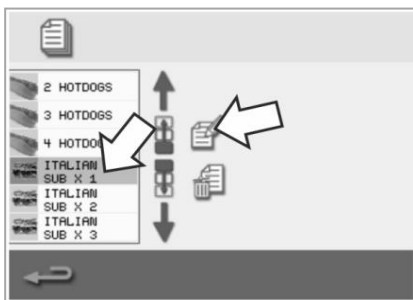 2 HOTDOGS
3 HOTDOGS
4 HOTDO
ITALIAN
SUB X 1
ITALIAN
SUB X 2
ITALIAN
SUB X 3